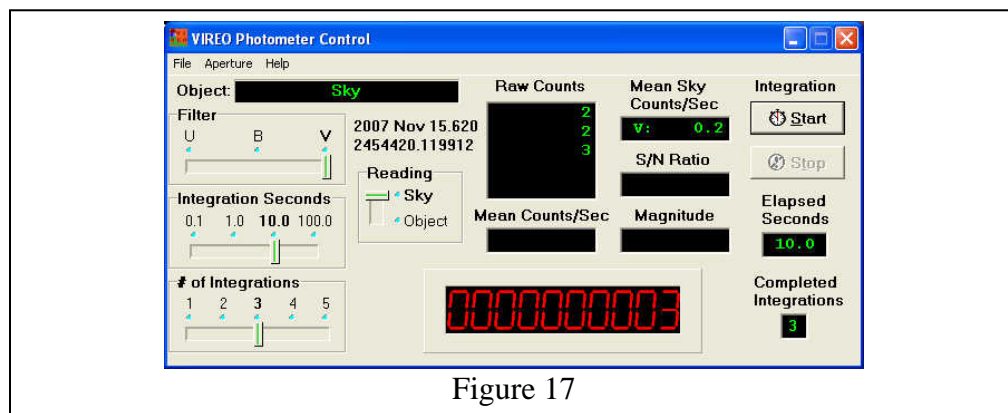 VIREO Photometer Control
File Aperture Help
Object: Sky
Filter
U B V
2007 Nov 15.620
2454420.119912
Reading
Sky
Object
Integration Seconds
0.1 1.0 10.0 100.0
# of Integrations
1 2 3 4 5
Raw Counts
2
2
3
Mean Counts/Sec
Mean Sky
Counts/Sec
V: 0.2
S/N Ratio
Magnitude
Integration
Start
Stop
Elapsed
Seconds
10.0
Completed
Integrations
3
0000000003
Figure 17